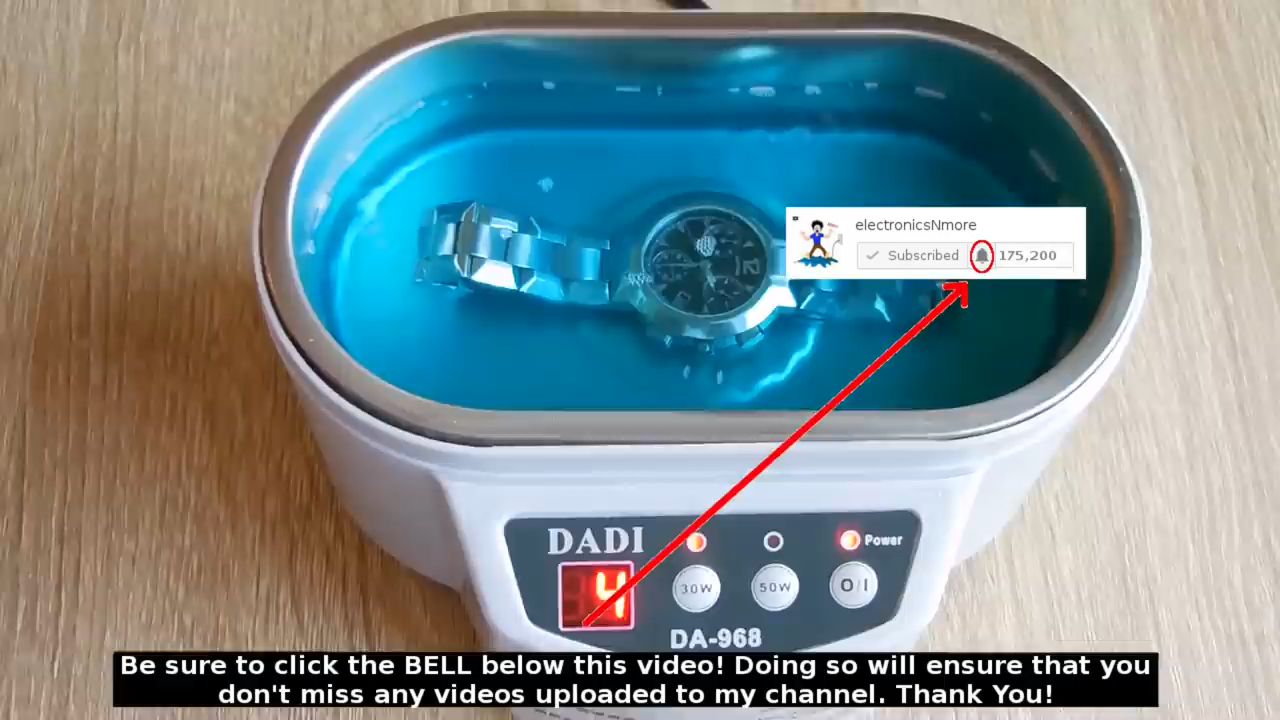 electronicsNmore
Subscribed 175,200
12
DADI
Power
4
30W 50W O/I
DA-968
Be sure to click the BELL below this video! Doing so will ensure that you
don't miss any videos uploaded to my channel. Thank You!